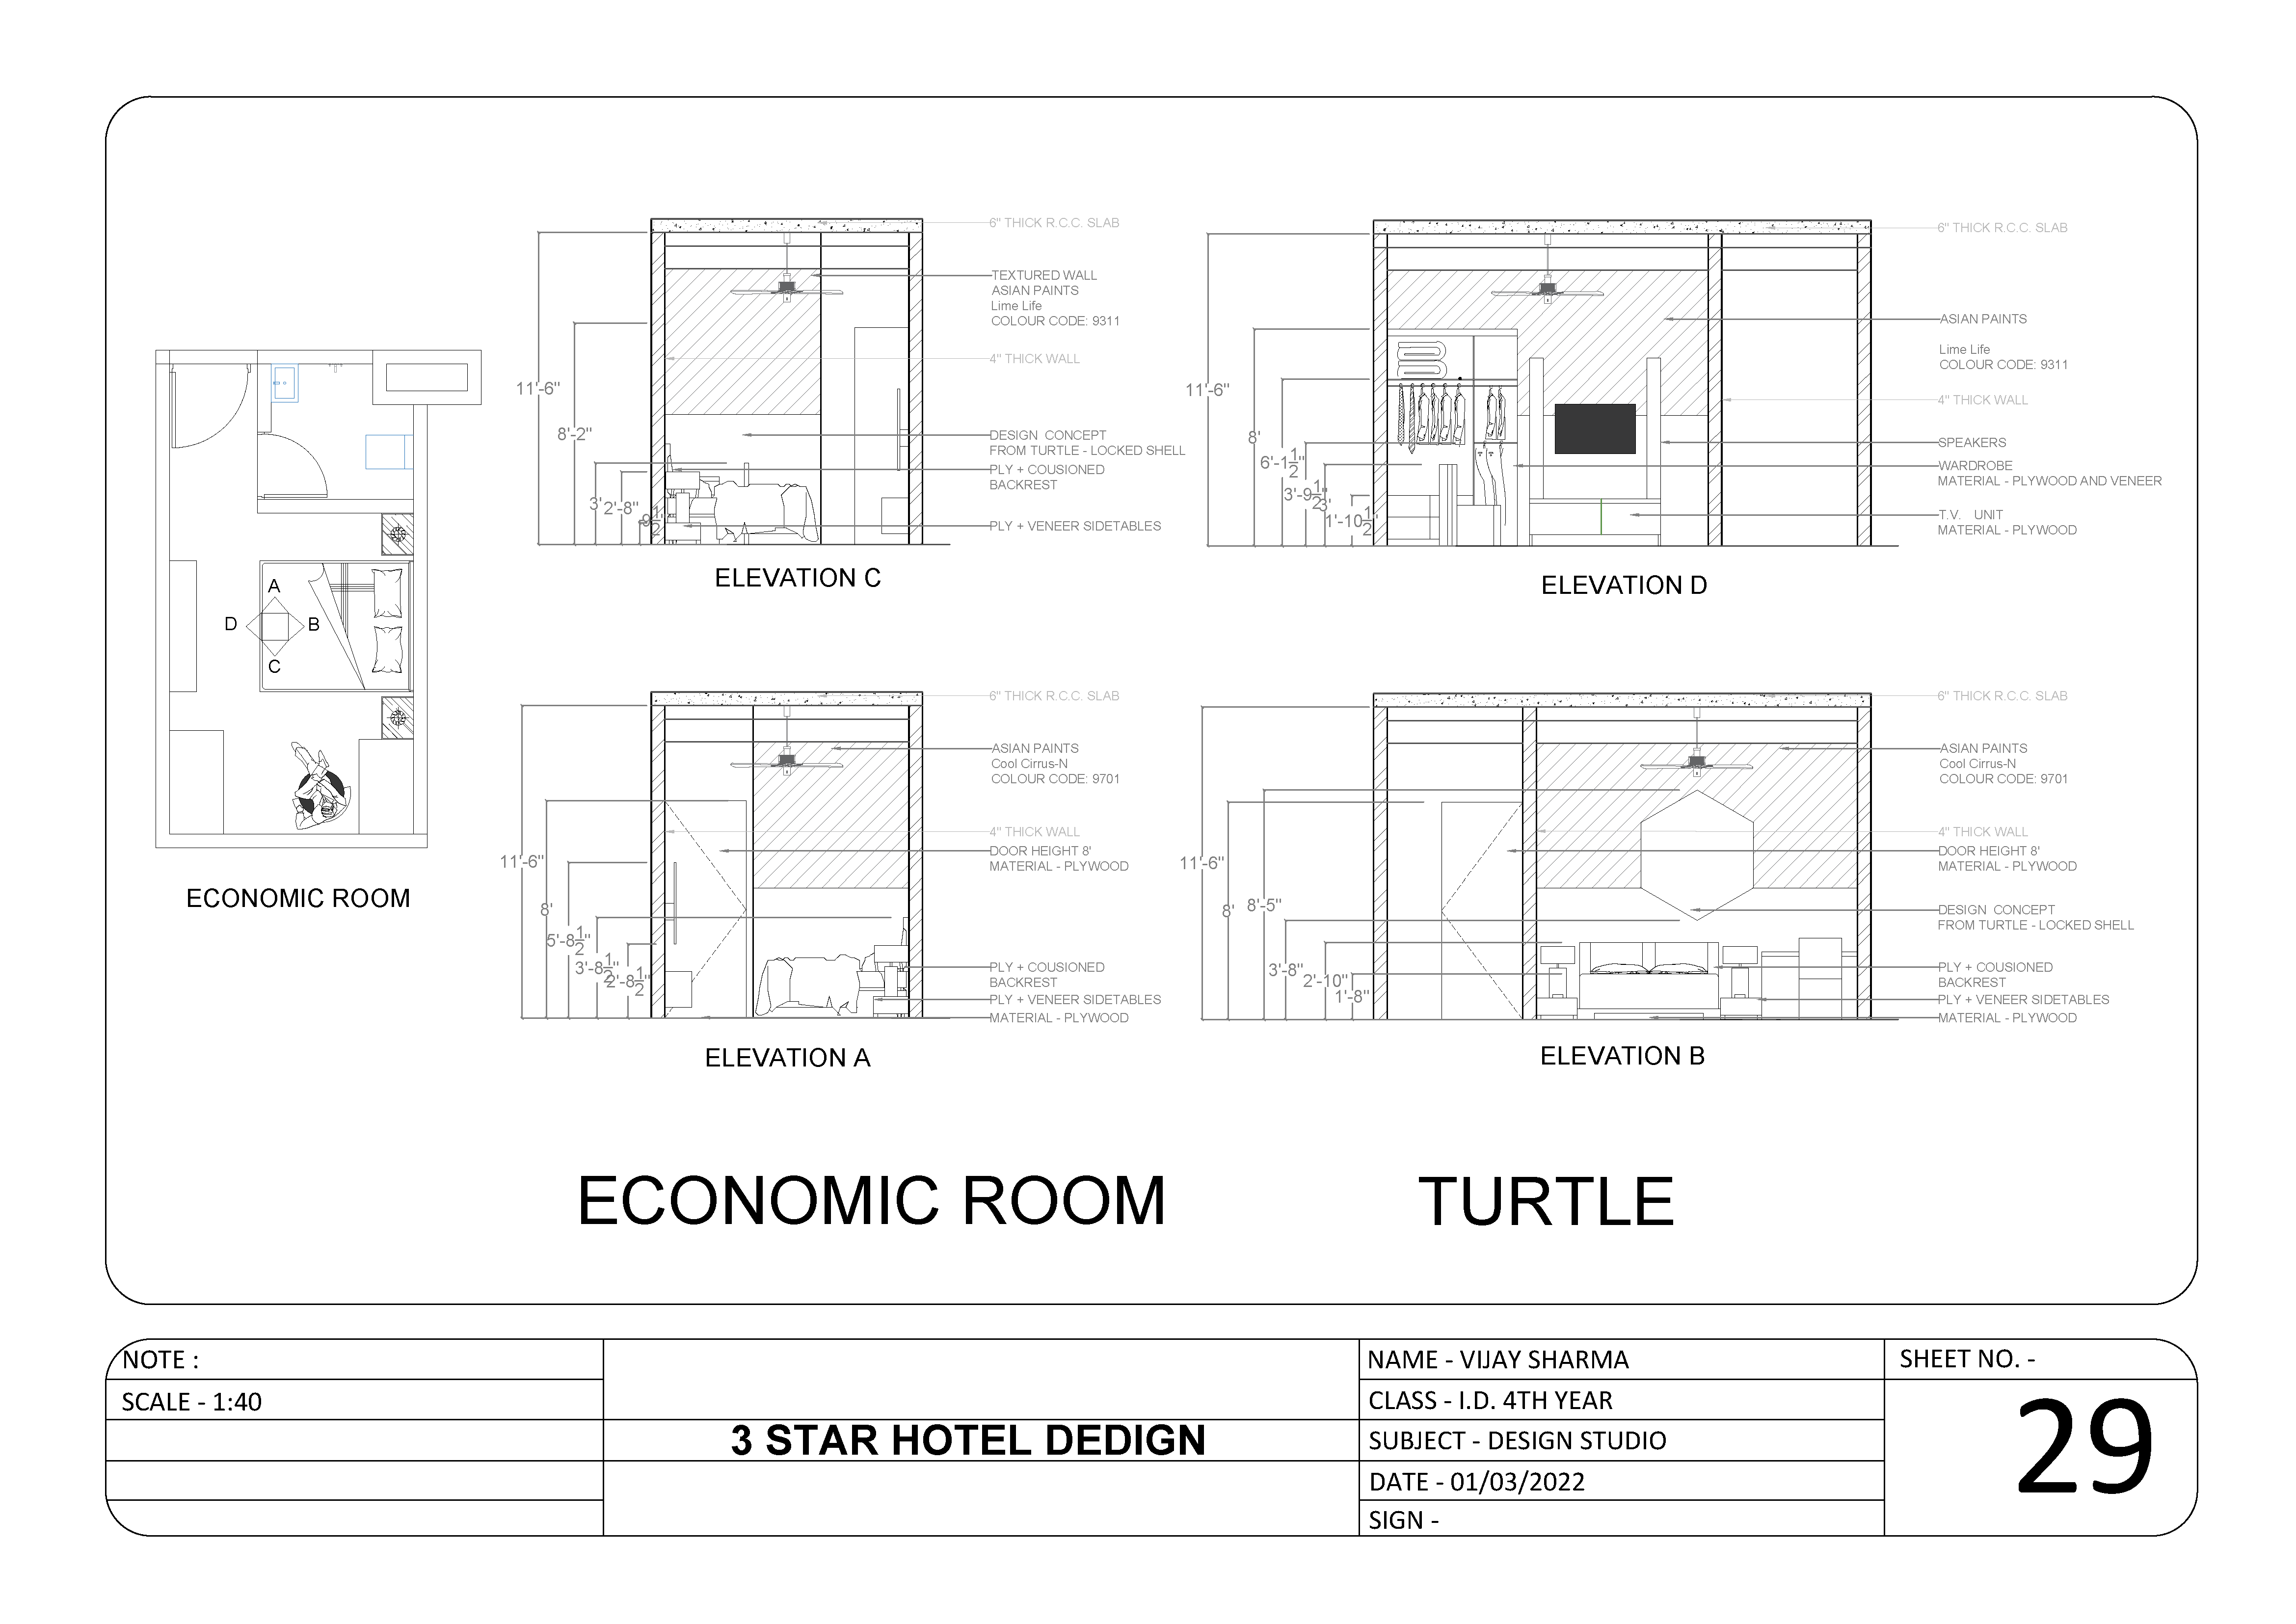 6" THICK R.C.C. SLAB
TEXTURED WALL
ASIAN PAINTS
Lime Life
COLOUR CODE: 9311
4" THICK WALL
11'-6"
8'-2"
DESIGN CONCEPT
FROM TURTLE - LOCKED SHELL
PLY + COUSIONED
BACKREST
3'
2'-8"
PLY + VENEER SIDETABLES
ELEVATION C
6" THICK R.C.C. SLAB
ASIAN PAINTS
Lime Life
COLOUR CODE: 9311
11'-6"
4" THICK WALL
8'
SPEAKERS
6'-1 1/2"
WARDROBE
MATERIAL - PLYWOOD AND VENEER
3'-9 1/2"
3'
1'-10 1/2"
T.V. UNIT
MATERIAL - PLYWOOD
ELEVATION D
A
D
B
C
ECONOMIC ROOM
6" THICK R.C.C. SLAB
ASIAN PAINTS
Cool Cirrus-N
COLOUR CODE: 9701
4" THICK WALL
DOOR HEIGHT 8'
MATERIAL - PLYWOOD
11'-6"
8'
5'-8 1/2"
3'-8 1/2"
2'-8 1/2"
PLY + COUSIONED
BACKREST
PLY + VENEER SIDETABLES
MATERIAL - PLYWOOD
ELEVATION A
6" THICK R.C.C. SLAB
ASIAN PAINTS
Cool Cirrus-N
COLOUR CODE: 9701
4" THICK WALL
DOOR HEIGHT 8'
MATERIAL - PLYWOOD
11'-6"
8'
8'-5"
DESIGN CONCEPT
FROM TURTLE - LOCKED SHELL
3'-8"
2'-10"
1'-8"
PLY + COUSIONED
BACKREST
PLY + VENEER SIDETABLES
MATERIAL - PLYWOOD
ELEVATION B
ECONOMIC ROOM TURTLE
NOTE :
SCALE - 1:40
3 STAR HOTEL DEDIGN
NAME - VIJAY SHARMA
CLASS - I.D. 4TH YEAR
SUBJECT - DESIGN STUDIO
DATE - 01/03/2022
SIGN -
SHEET NO. -
29